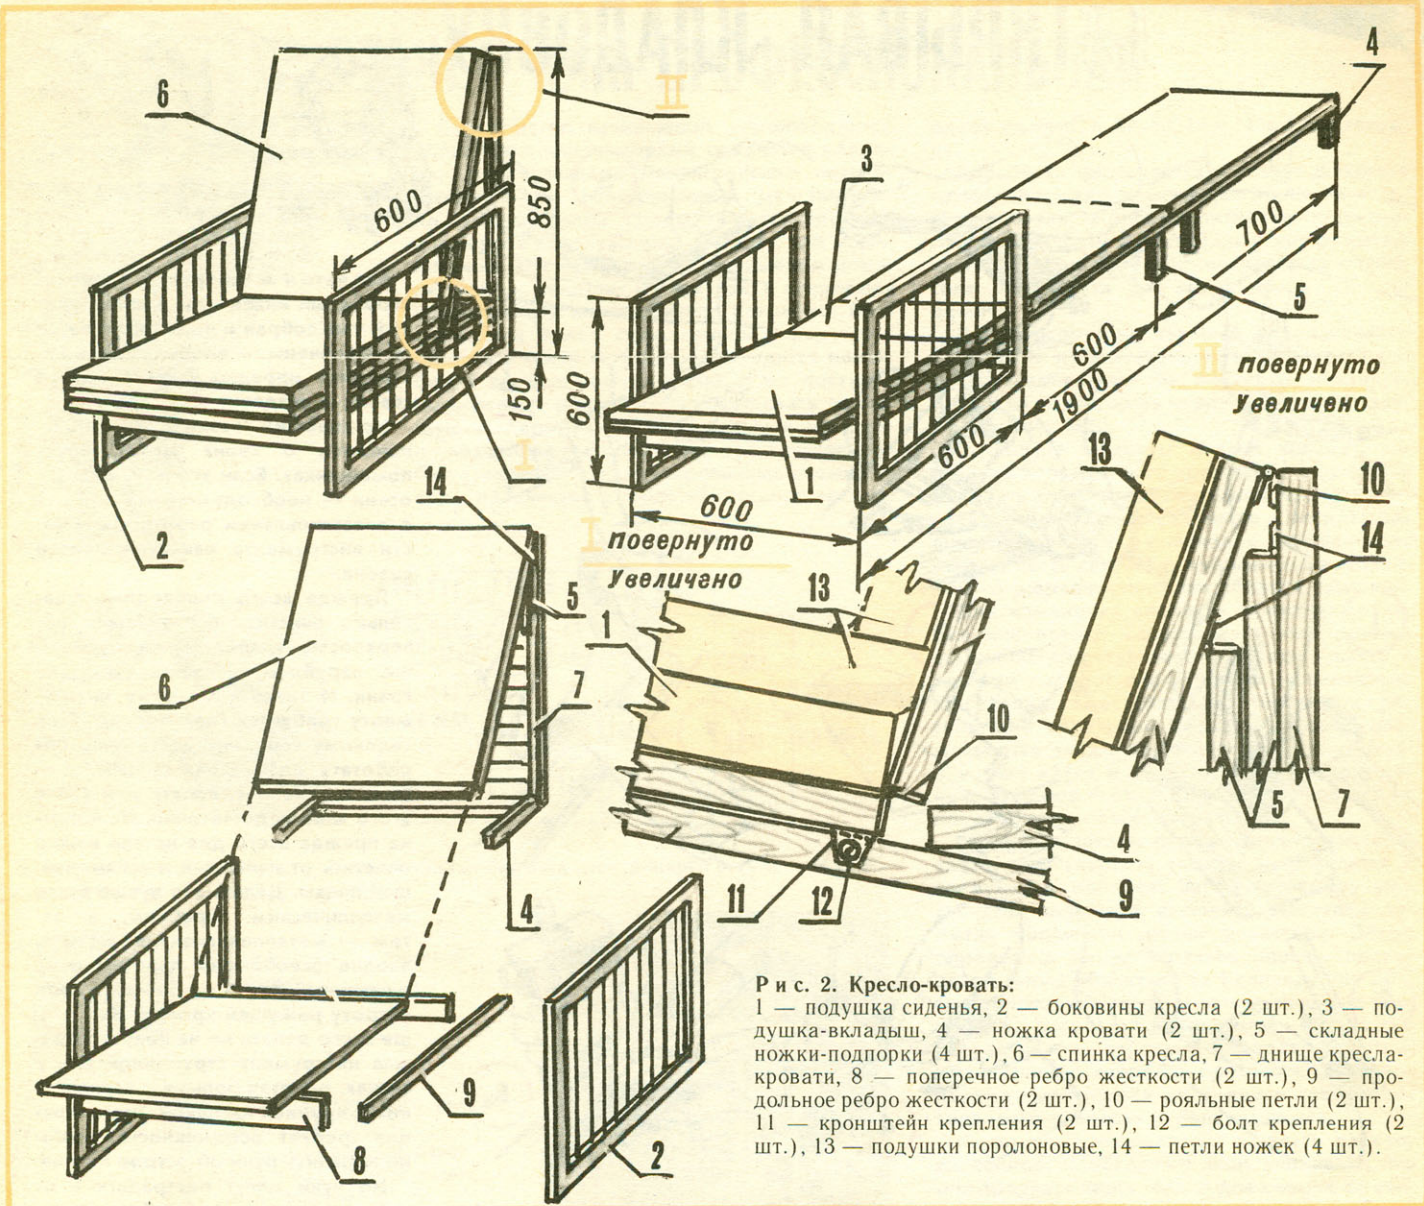 6
II
4
3
600
850
700
5
600
1900
II
повернуто
Увеличено
150
600
I
600
1
2
14
600
I повернуто
Увеличено
13
10
14
5
13
1
6
7
10
5
7
4
11
12
9
4
9
8
2
Рис. 2. Кресло-кровать:
1 — подушка сиденья, 2 — боковины кресла (2 шт.), 3 — по-
душка-вкладыш, 4 — ножка кровати (2 шт.), 5 — складные
ножки-подпорки (4 шт.), 6 — спинка кресла, 7 — днище кресла-
кровати, 8 — поперечное ребро жесткости (2 шт.), 9 — про-
дольное ребро жесткости (2 шт.), 10 — рояльные петли (2 шт.),
11 — кронштейн крепления (2 шт.), 12 — болт крепления (2
шт.), 13 — подушки поролоновые, 14 — петли ножек (4 шт.).